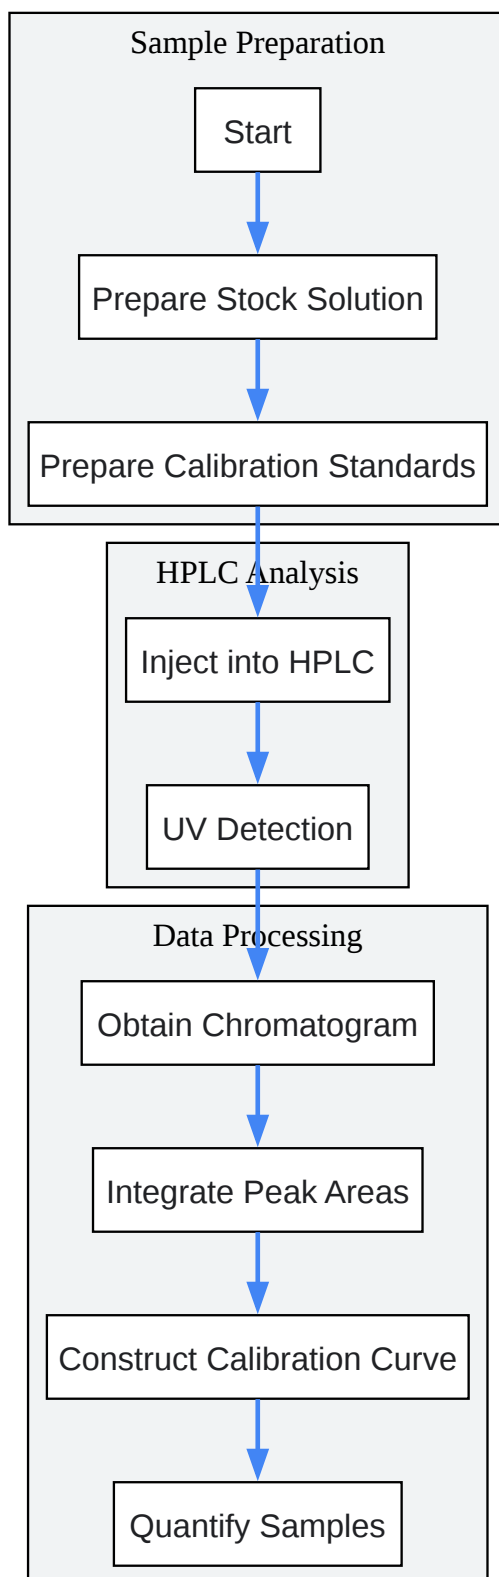 Sample Preparation
Start
Prepare Stock Solution
Prepare Calibration Standards
HPLC Analysis
Inject into HPLC
UV Detection
Data Processing
Obtain Chromatogram
Integrate Peak Areas
Construct Calibration Curve
Quantify Samples